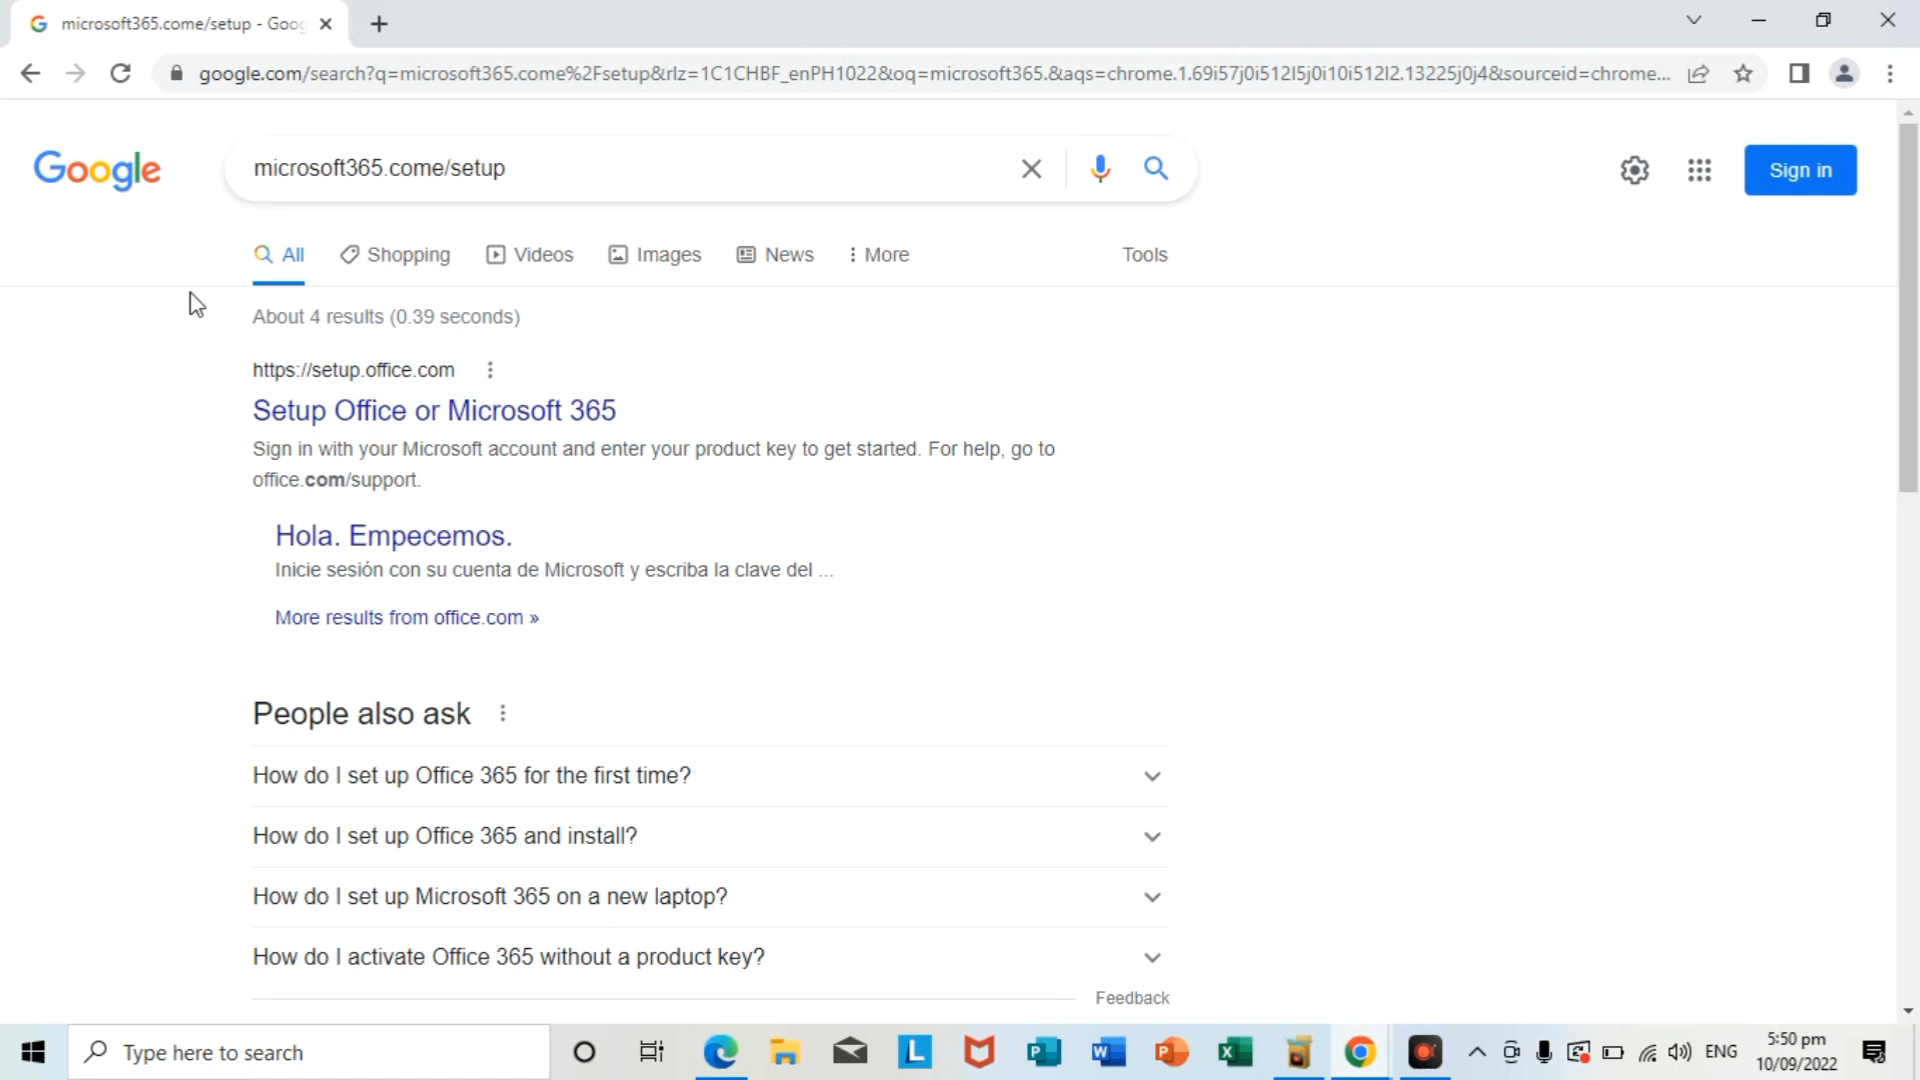 microsoft365.come/setup - Goog
google.com/search?q=microsoft365.come%2Fsetup&rlz=1C1CHBF_enPH1022&oq=microsoft365.&aqs=chrome.1.69i57j0i512l5j0i10i512l2.13225j0j4&sourceid=chrome...
Google
microsoft365.come/setup
Sign in
All
Shopping
Videos
Images
News
More
Tools
About 4 results (0.39 seconds)
https://setup.office.com
Setup Office or Microsoft 365
Sign in with your Microsoft account and enter your product key to get started. For help, go to
office.com/support.
Hola. Empecemos.
Inicie sesión con su cuenta de Microsoft y escriba la clave del ...
More results from office.com »
People also ask
How do I set up Office 365 for the first time?
How do I set up Office 365 and install?
How do I set up Microsoft 365 on a new laptop?
How do I activate Office 365 without a product key?
Feedback
Type here to search
ENG
5:50 pm
10/09/2022